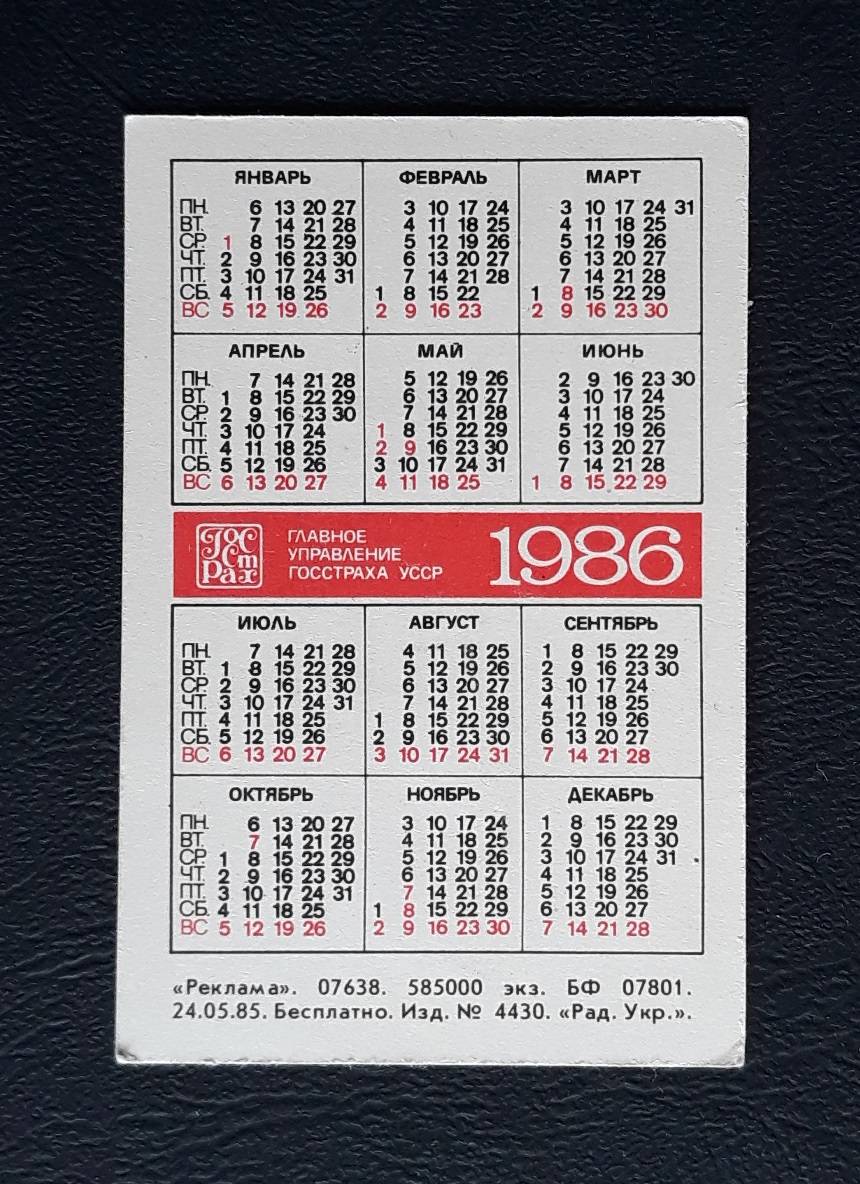 ЯНВАРЬ ФЕВРАЛЬ МАРТ
ПН. 6 13 20 27 3 10 17 24 3 10 17 24 31
ВТ. 7 14 21 28 4 11 18 25 4 11 18 25
СР. 1 8 15 22 29 5 12 19 26 5 12 19 26
ЧТ. 2 9 16 23 30 6 13 20 27 6 13 20 27
ПТ. 3 10 17 24 31 7 14 21 28 7 14 21 28
СБ. 4 11 18 25 1 8 15 22 1 8 15 22 29
ВС 5 12 19 26 2 9 16 23 2 9 16 23 30
АПРЕЛЬ МАЙ ИЮНЬ
ПН. 7 14 21 28 5 12 19 26 2 9 16 23 30
ВТ. 1 8 15 22 29 6 13 20 27 3 10 17 24
СР. 2 9 16 23 30 7 14 21 28 4 11 18 25
ЧТ. 3 10 17 24 1 8 15 22 29 5 12 19 26
ПТ. 4 11 18 25 2 9 16 23 30 6 13 20 27
СБ. 5 12 19 26 3 10 17 24 31 7 14 21 28
ВС 6 13 20 27 4 11 18 25 1 8 15 22 29
Госстрах
ГЛАВНОЕ
УПРАВЛЕНИЕ
ГОССТРАХА УССР
1986
ИЮЛЬ АВГУСТ СЕНТЯБРЬ
ПН. 7 14 21 28 4 11 18 25 1 8 15 22 29
ВТ. 1 8 15 22 29 5 12 19 26 2 9 16 23 30
СР. 2 9 16 23 30 6 13 20 27 3 10 17 24
ЧТ. 3 10 17 24 31 7 14 21 28 4 11 18 25
ПТ. 4 11 18 25 1 8 15 22 29 5 12 19 26
СБ. 5 12 19 26 2 9 16 23 30 6 13 20 27
ВС 6 13 20 27 3 10 17 24 31 7 14 21 28
ОКТЯБРЬ НОЯБРЬ ДЕКАБРЬ
ПН. 6 13 20 27 3 10 17 24 1 8 15 22 29
ВТ. 7 14 21 28 4 11 18 25 2 9 16 23 30
СР. 1 8 15 22 29 5 12 19 26 3 10 17 24 31
ЧТ. 2 9 16 23 30 6 13 20 27 4 11 18 25
ПТ. 3 10 17 24 31 7 14 21 28 5 12 19 26
СБ. 4 11 18 25 1 8 15 22 29 6 13 20 27
ВС 5 12 19 26 2 9 16 23 30 7 14 21 28
«Реклама». 07638. 585000 экз. БФ 07801.
24.05.85. Бесплатно. Изд. № 4430. «Рад. Укр.».